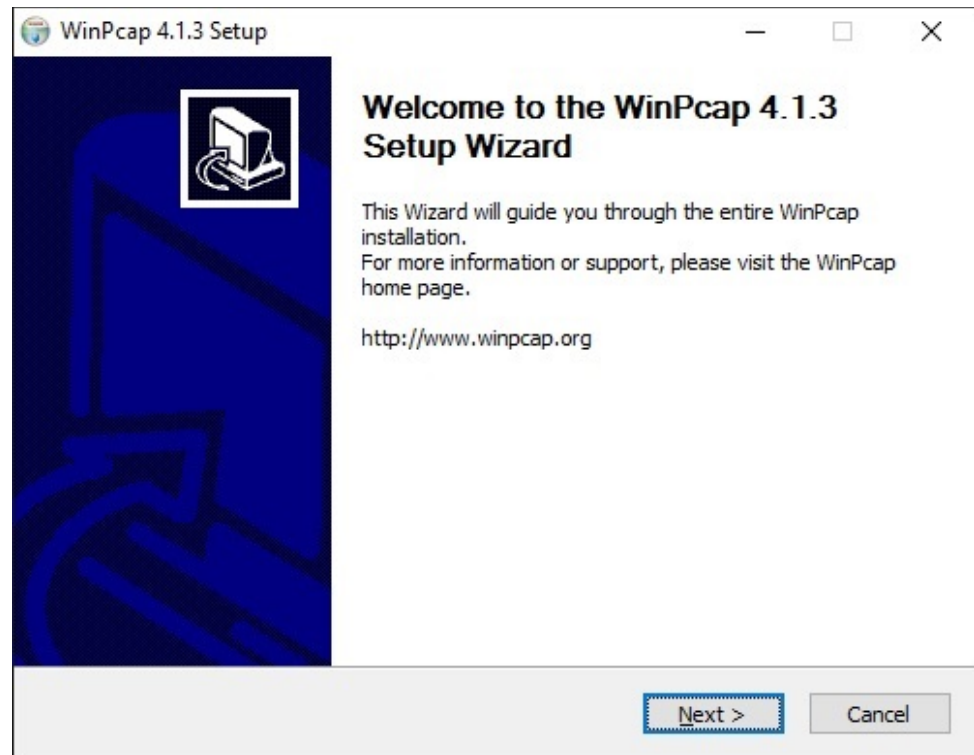 WinPcap 4.1.3 Setup
Welcome to the WinPcap 4.1.3
Setup Wizard
This Wizard will guide you through the entire WinPcap
installation.
For more information or support, please visit the WinPcap
home page.
http://www.winpcap.org
Next >
Cancel